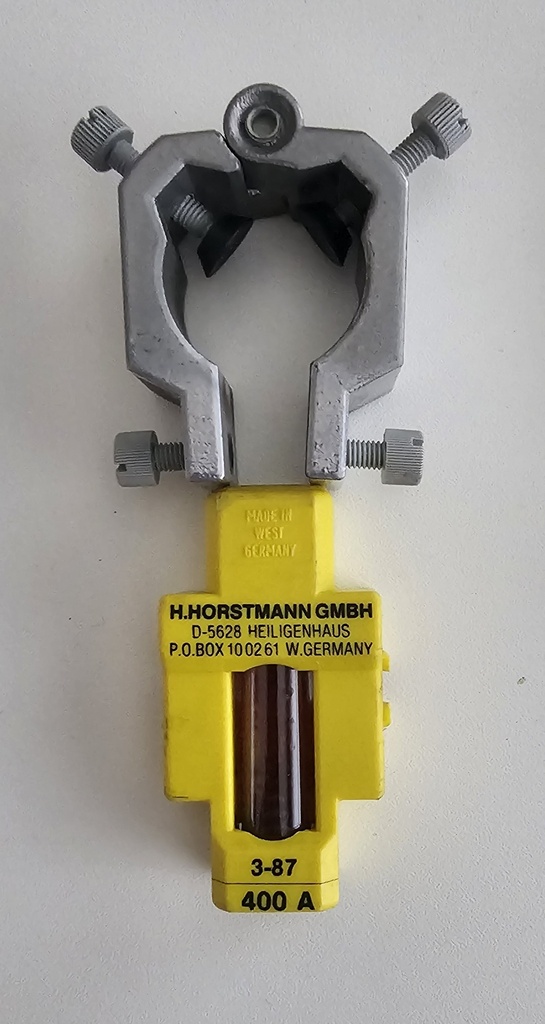 MADE IN
WEST
GERMANY
H.HORSTMANN GMBH
D-5628 HEILIGENHAUS
P.O.BOX 10 02 61 W.GERMANY
3-87
400 A